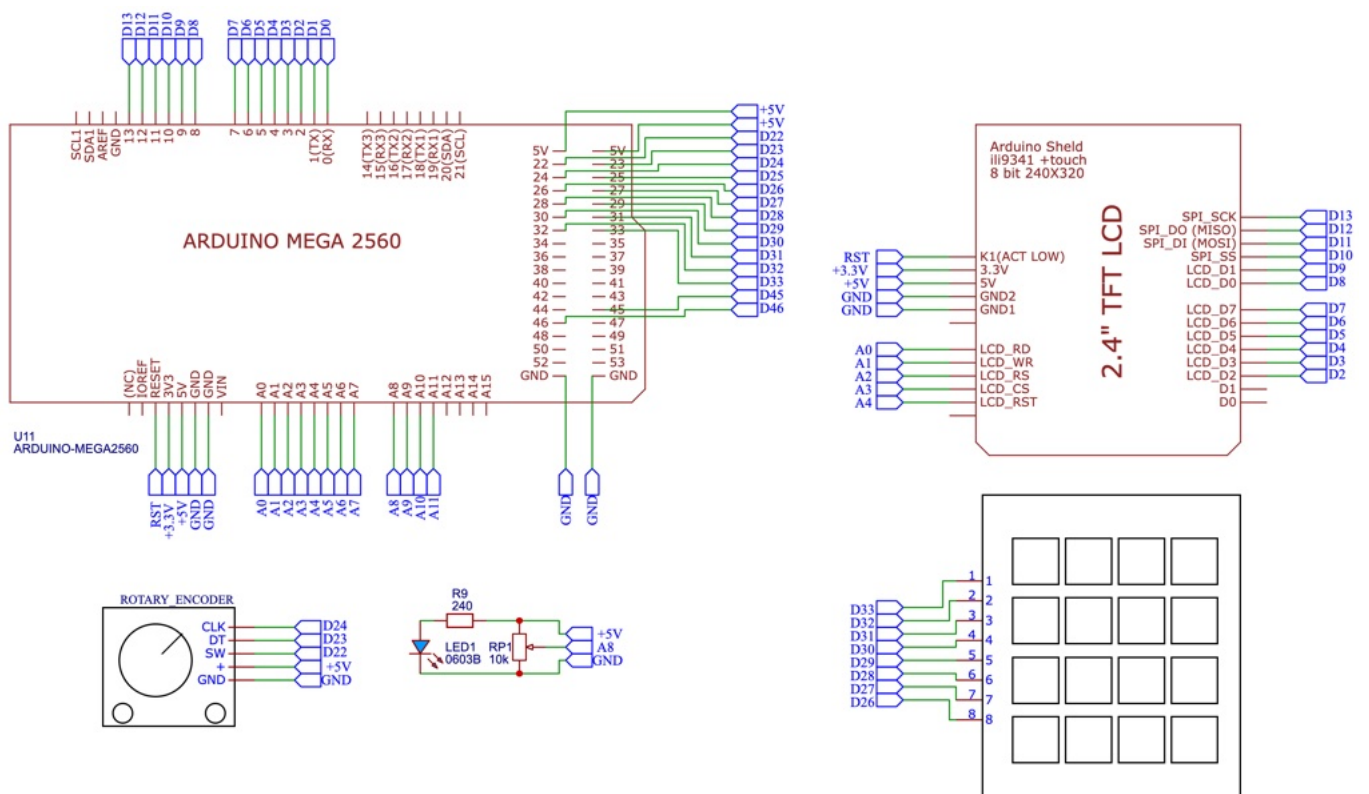 D13
D12
D11
D10
D9
D8
D7
D6
D5
D4
D3
D2
D1
D0
SCL1
SDA1
AREF
GND
13
12
11
10
9
8
7
6
5
4
3
2
1(TX)
0(RX)
14(TX3)
15(RX3)
16(TX2)
17(RX2)
18(TX1)
19(RX1)
20(SDA)
21(SCL)
ARDUINO MEGA 2560
5V 5V
22 23
24 25
26 27
28 29
30 31
32 33
34 35
36 37
38 39
40 41
42 43
44 45
46 47
48 49
50 51
52 53
GND GND
+5V
+5V
D22
D23
D24
D25
D26
D27
D28
D29
D30
D31
D32
D33
D45
D46
(NC)
IOREF
RESET
3V3
5V
GND
GND
VIN
A0
A1
A2
A3
A4
A5
A6
A7
A8
A9
A10
A11
A12
A13
A14
A15
U11
ARDUINO-MEGA2560
RST
+3.3V
+5V
GND
GND
A0
A1
A2
A3
A4
A5
A6
A7
A8
A9
A10
A11
GND
GND
Arduino Sheld
ili9341 +touch
8 bit 240X320
2.4" TFT LCD
RST K1(ACT LOW)
+3.3V 3.3V
+5V 5V
GND GND2
GND GND1
A0 LCD_RD
A1 LCD_WR
A2 LCD_RS
A3 LCD_CS
A4 LCD_RST
SPI_SCK D13
SPI_DO (MISO) D12
SPI_DI (MOSI) D11
SPI_SS D10
LCD_D1 D9
LCD_D0 D8
LCD_D7 D7
LCD_D6 D6
LCD_D5 D5
LCD_D4 D4
LCD_D3 D3
LCD_D2 D2
D1
D0
ROTARY_ENCODER
CLK D24
DT D23
SW D22
+ +5V
GND GND
R9
240
LED1
0603B
RP1
10k
+5V
A8
GND
D33 1 1
D32 2 2
D31 3 3
D30 4 4
D29 5 5
D28 6 6
D27 7 7
D26 8 8